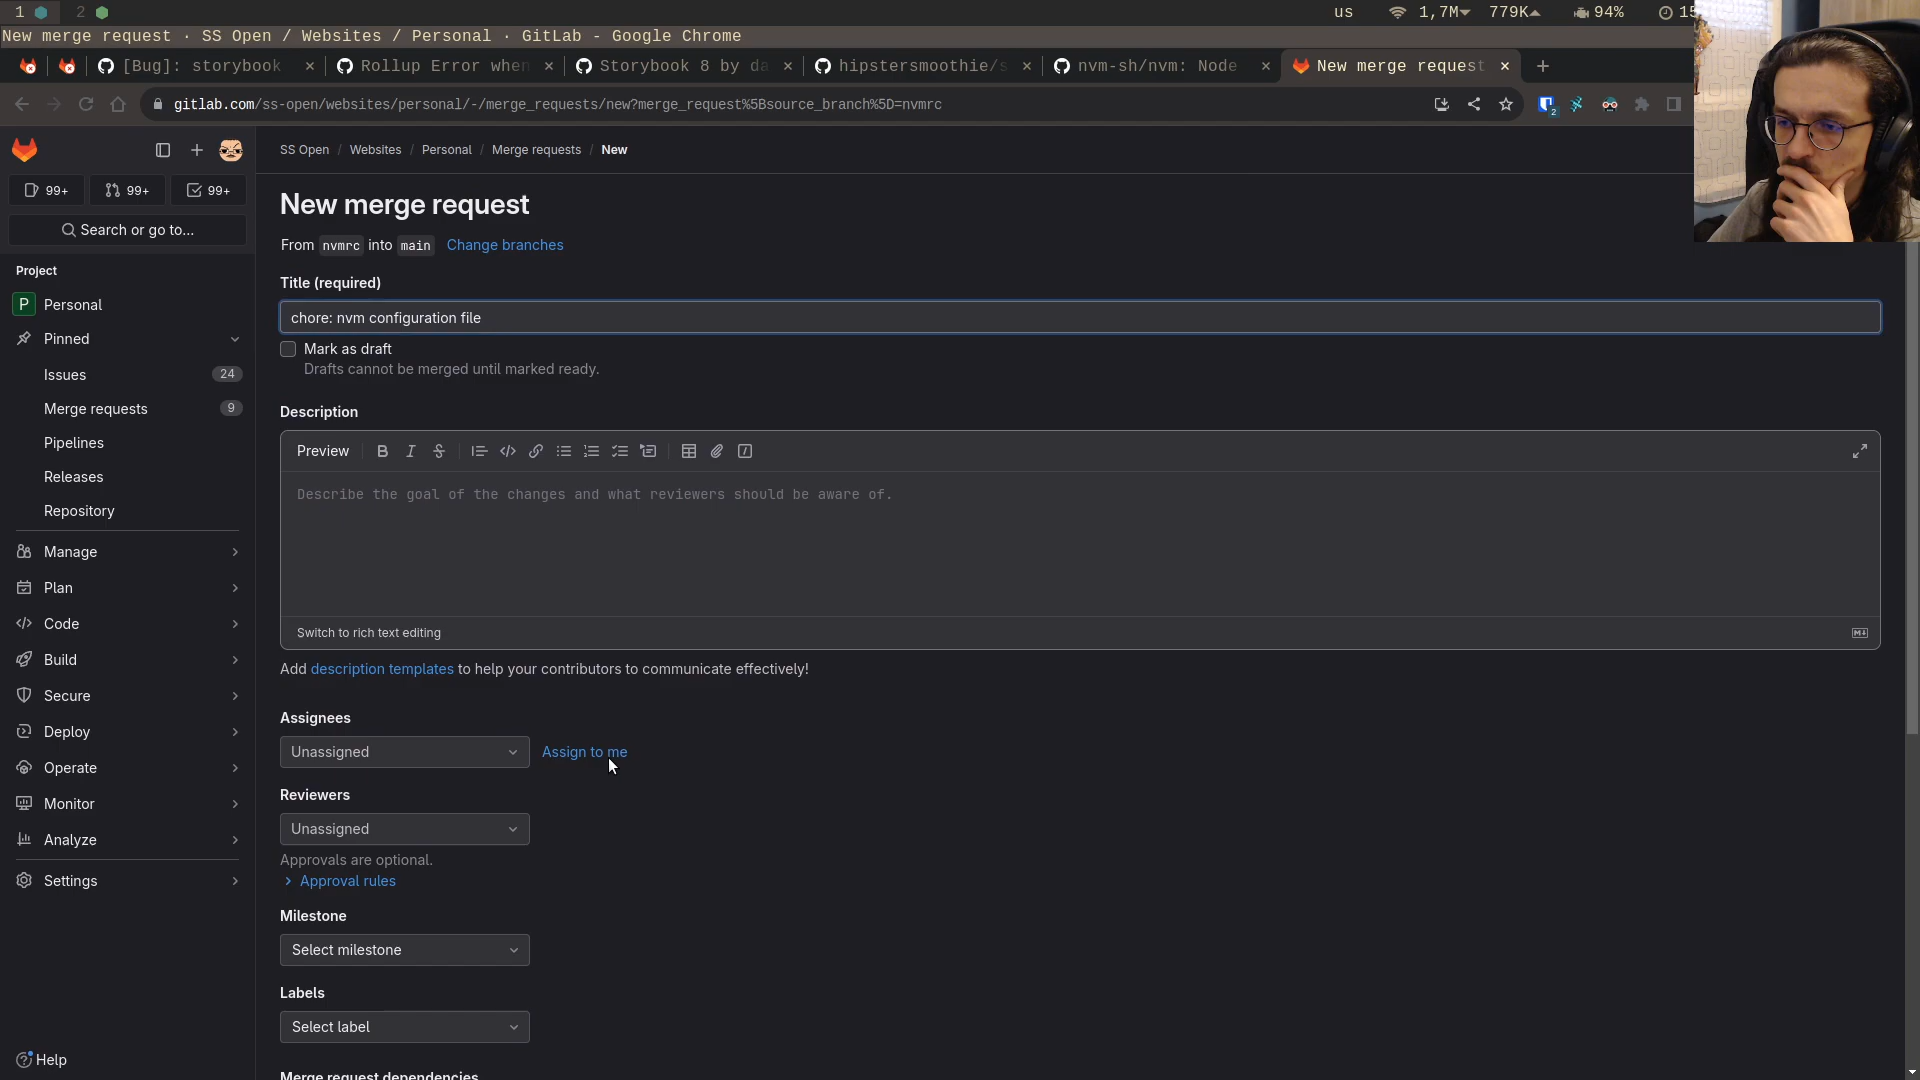 1 2 us 1,7M 779K 94% 15
New merge request · SS Open / Websites / Personal · GitLab - Google Chrome
[Bug]: storybook × Rollup Error when × Storybook 8 by da × hipstersmoothie/s × nvm-sh/nvm: Node × New merge request ×
gitlab.com/ss-open/websites/personal/-/merge_requests/new?merge_request%5Bsource_branch%5D=nvmrc 2
SS Open / Websites / Personal / Merge requests / New
99+ 99+ 99+
Search or go to...
Project
P Personal
Pinned
Issues 24
Merge requests 9
Pipelines
Releases
Repository
Manage
Plan
Code
Build
Secure
Deploy
Operate
Monitor
Analyze
Settings
Help
New merge request
From nvmrc into main Change branches
Title (required)
chore: nvm configuration file
Mark as draft
Drafts cannot be merged until marked ready.
Description
Preview B I S
Describe the goal of the changes and what reviewers should be aware of.
Switch to rich text editing
Add description templates to help your contributors to communicate effectively!
Assignees
Unassigned Assign to me
Reviewers
Unassigned
Approvals are optional.
Approval rules
Milestone
Select milestone
Labels
Select label
Merge request dependencies